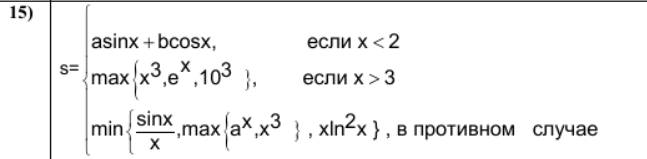 15)
asinx + bcosx, если x < 2
s= max{x³,eˣ,10³ }, если x > 3
min{sinx/x,max{aˣ,x³ } , xln²x } , в противном случае